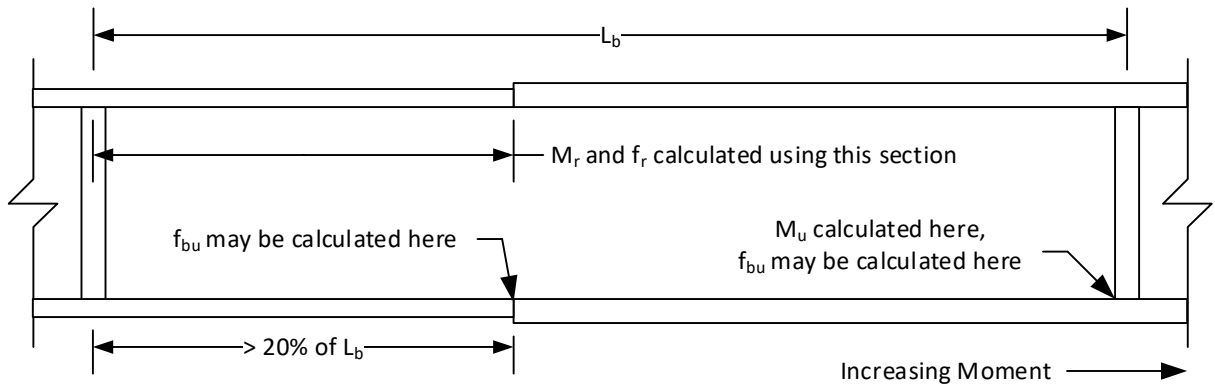 L_b
M_r and f_r calculated using this section
f_bu may be calculated here
M_u calculated here,
f_bu may be calculated here
> 20% of L_b
Increasing Moment